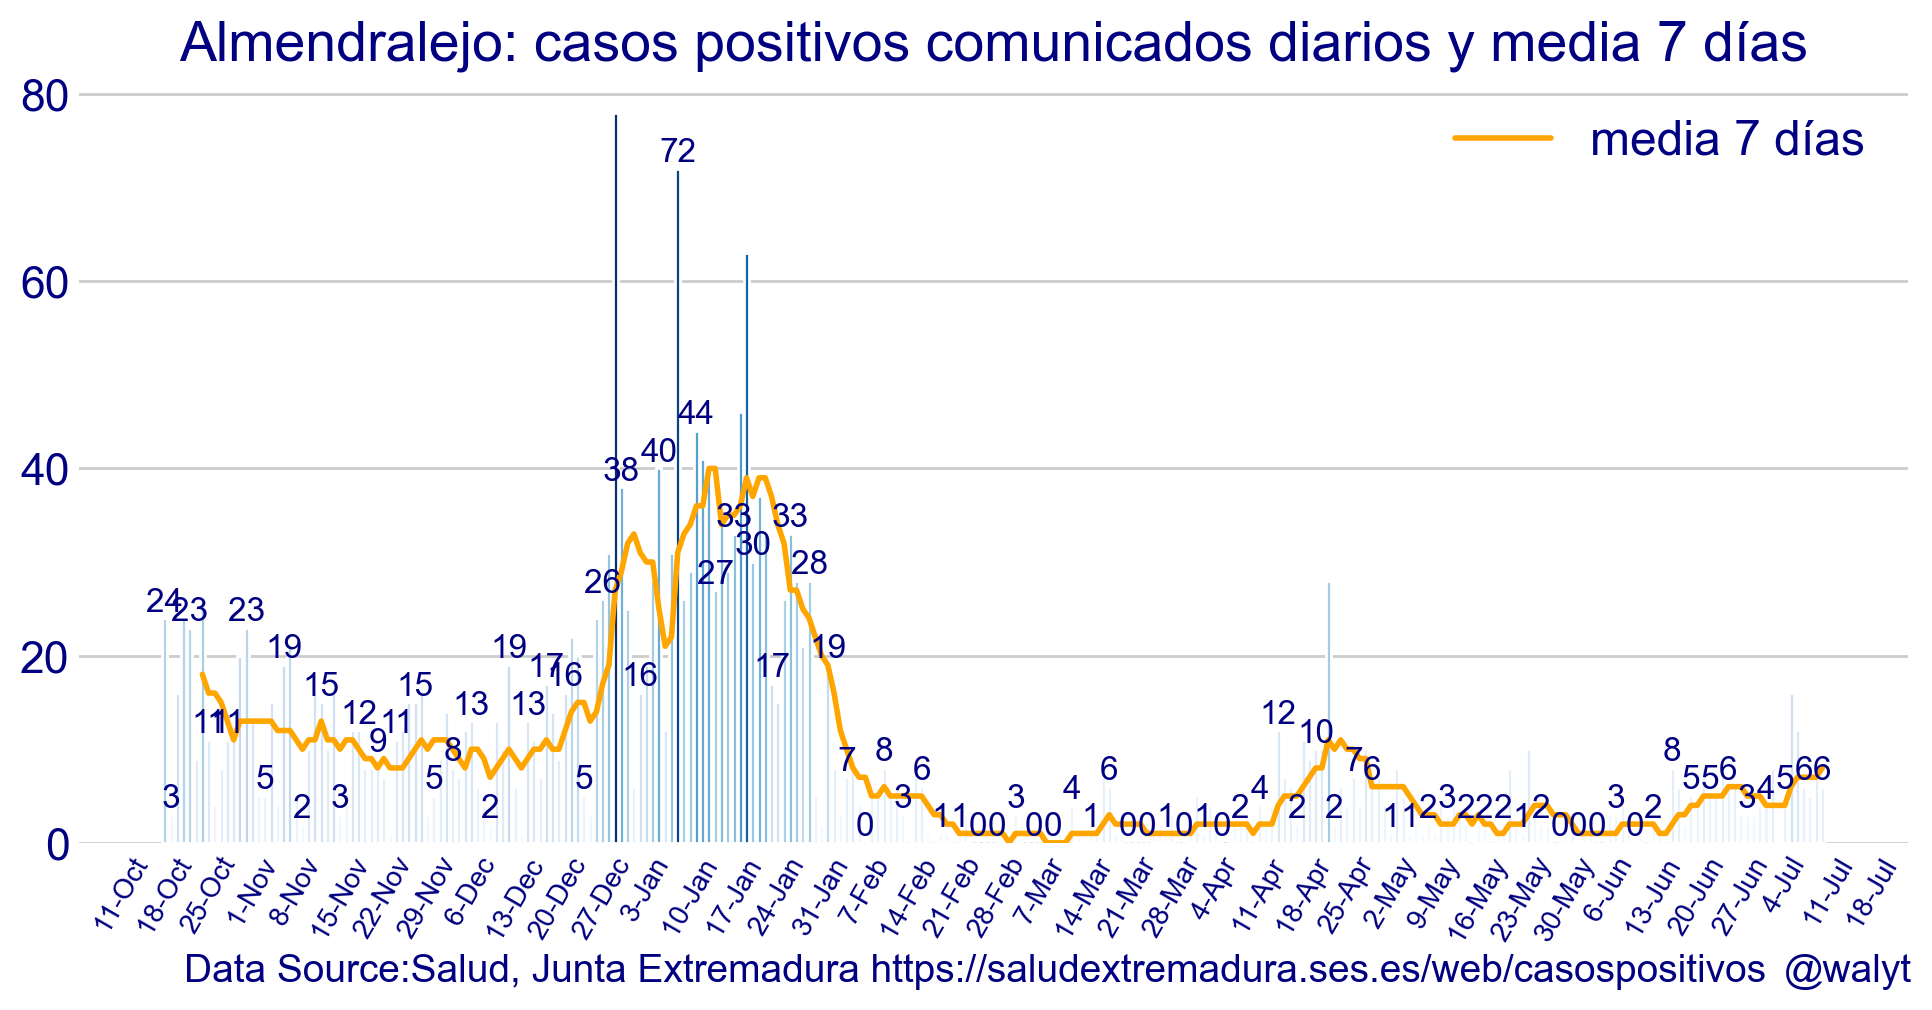 Almendralejo: casos positivos comunicados diarios y media 7 días
80
60
40
20
0
media 7 días
24
3
23
11
11
23
5
19
2
15
3
12
9
11
15
5
8
13
2
19
13
17
16
5
26
38
16
40
72
44
27
33
30
17
33
28
19
7
0
8
3
6
1
1
0
0
3
0
0
4
1
6
0
0
1
0
1
0
2
4
12
2
10
2
7
6
1
1
2
3
2
2
2
1
2
0
0
0
3
0
2
8
5
5
6
3
4
5
6
6
11-Oct
18-Oct
25-Oct
1-Nov
8-Nov
15-Nov
22-Nov
29-Nov
6-Dec
13-Dec
20-Dec
27-Dec
3-Jan
10-Jan
17-Jan
24-Jan
31-Jan
7-Feb
14-Feb
21-Feb
28-Feb
7-Mar
14-Mar
21-Mar
28-Mar
4-Apr
11-Apr
18-Apr
25-Apr
2-May
9-May
16-May
23-May
30-May
6-Jun
13-Jun
20-Jun
27-Jun
4-Jul
11-Jul
18-Jul
Data Source:Salud, Junta Extremadura https://saludextremadura.ses.es/web/casospositivos @walyt